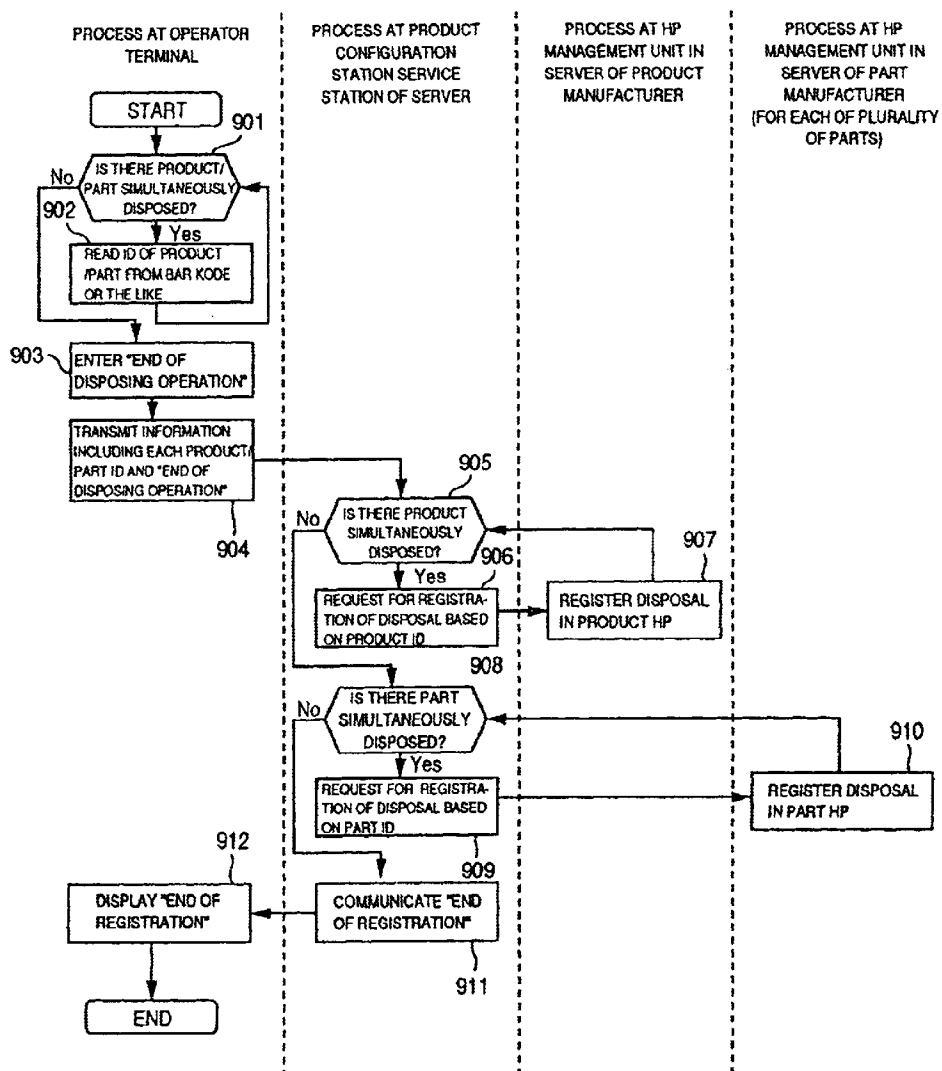 PROCESS AT OPERATOR
TERMINAL
PROCESS AT PRODUCT
CONFIGURATION
STATION SERVICE
STATION OF SERVER
PROCESS AT HP
MANAGEMENT UNIT IN
SERVER OF PRODUCT
MANUFACTURER
PROCESS AT HP
MANAGEMENT UNIT IN
SERVER OF PART
MANUFACTURER
(FOR EACH OF PLURALITY
OF PARTS)
START
901
IS THERE PRODUCT/
PART SIMULTANEOUSLY
DISPOSED?
No
Yes
902
READ ID OF PRODUCT
/PART FROM BAR KODE
OR THE LIKE
903
ENTER "END OF
DISPOSING OPERATION"
TRANSMIT INFORMATION
INCLUDING EACH PRODUCT/
PART ID AND "END OF
DISPOSING OPERATION"
904
905
IS THERE PRODUCT
SIMULTANEOUSLY
DISPOSED?
No
Yes
906
REQUEST FOR REGISTRA-
TION OF DISPOSAL BASED
ON PRODUCT ID
907
REGISTER DISPOSAL
IN PRODUCT HP
908
IS THERE PART
SIMULTANEOUSLY
DISPOSED?
No
Yes
REQUEST FOR REGISTRA-
TION OF DISPOSAL BASED
ON PART ID
909
910
REGISTER DISPOSAL
IN PART HP
COMMUNICATE "END
OF REGISTRATION"
911
912
DISPLAY "END OF
REGISTRATION"
END